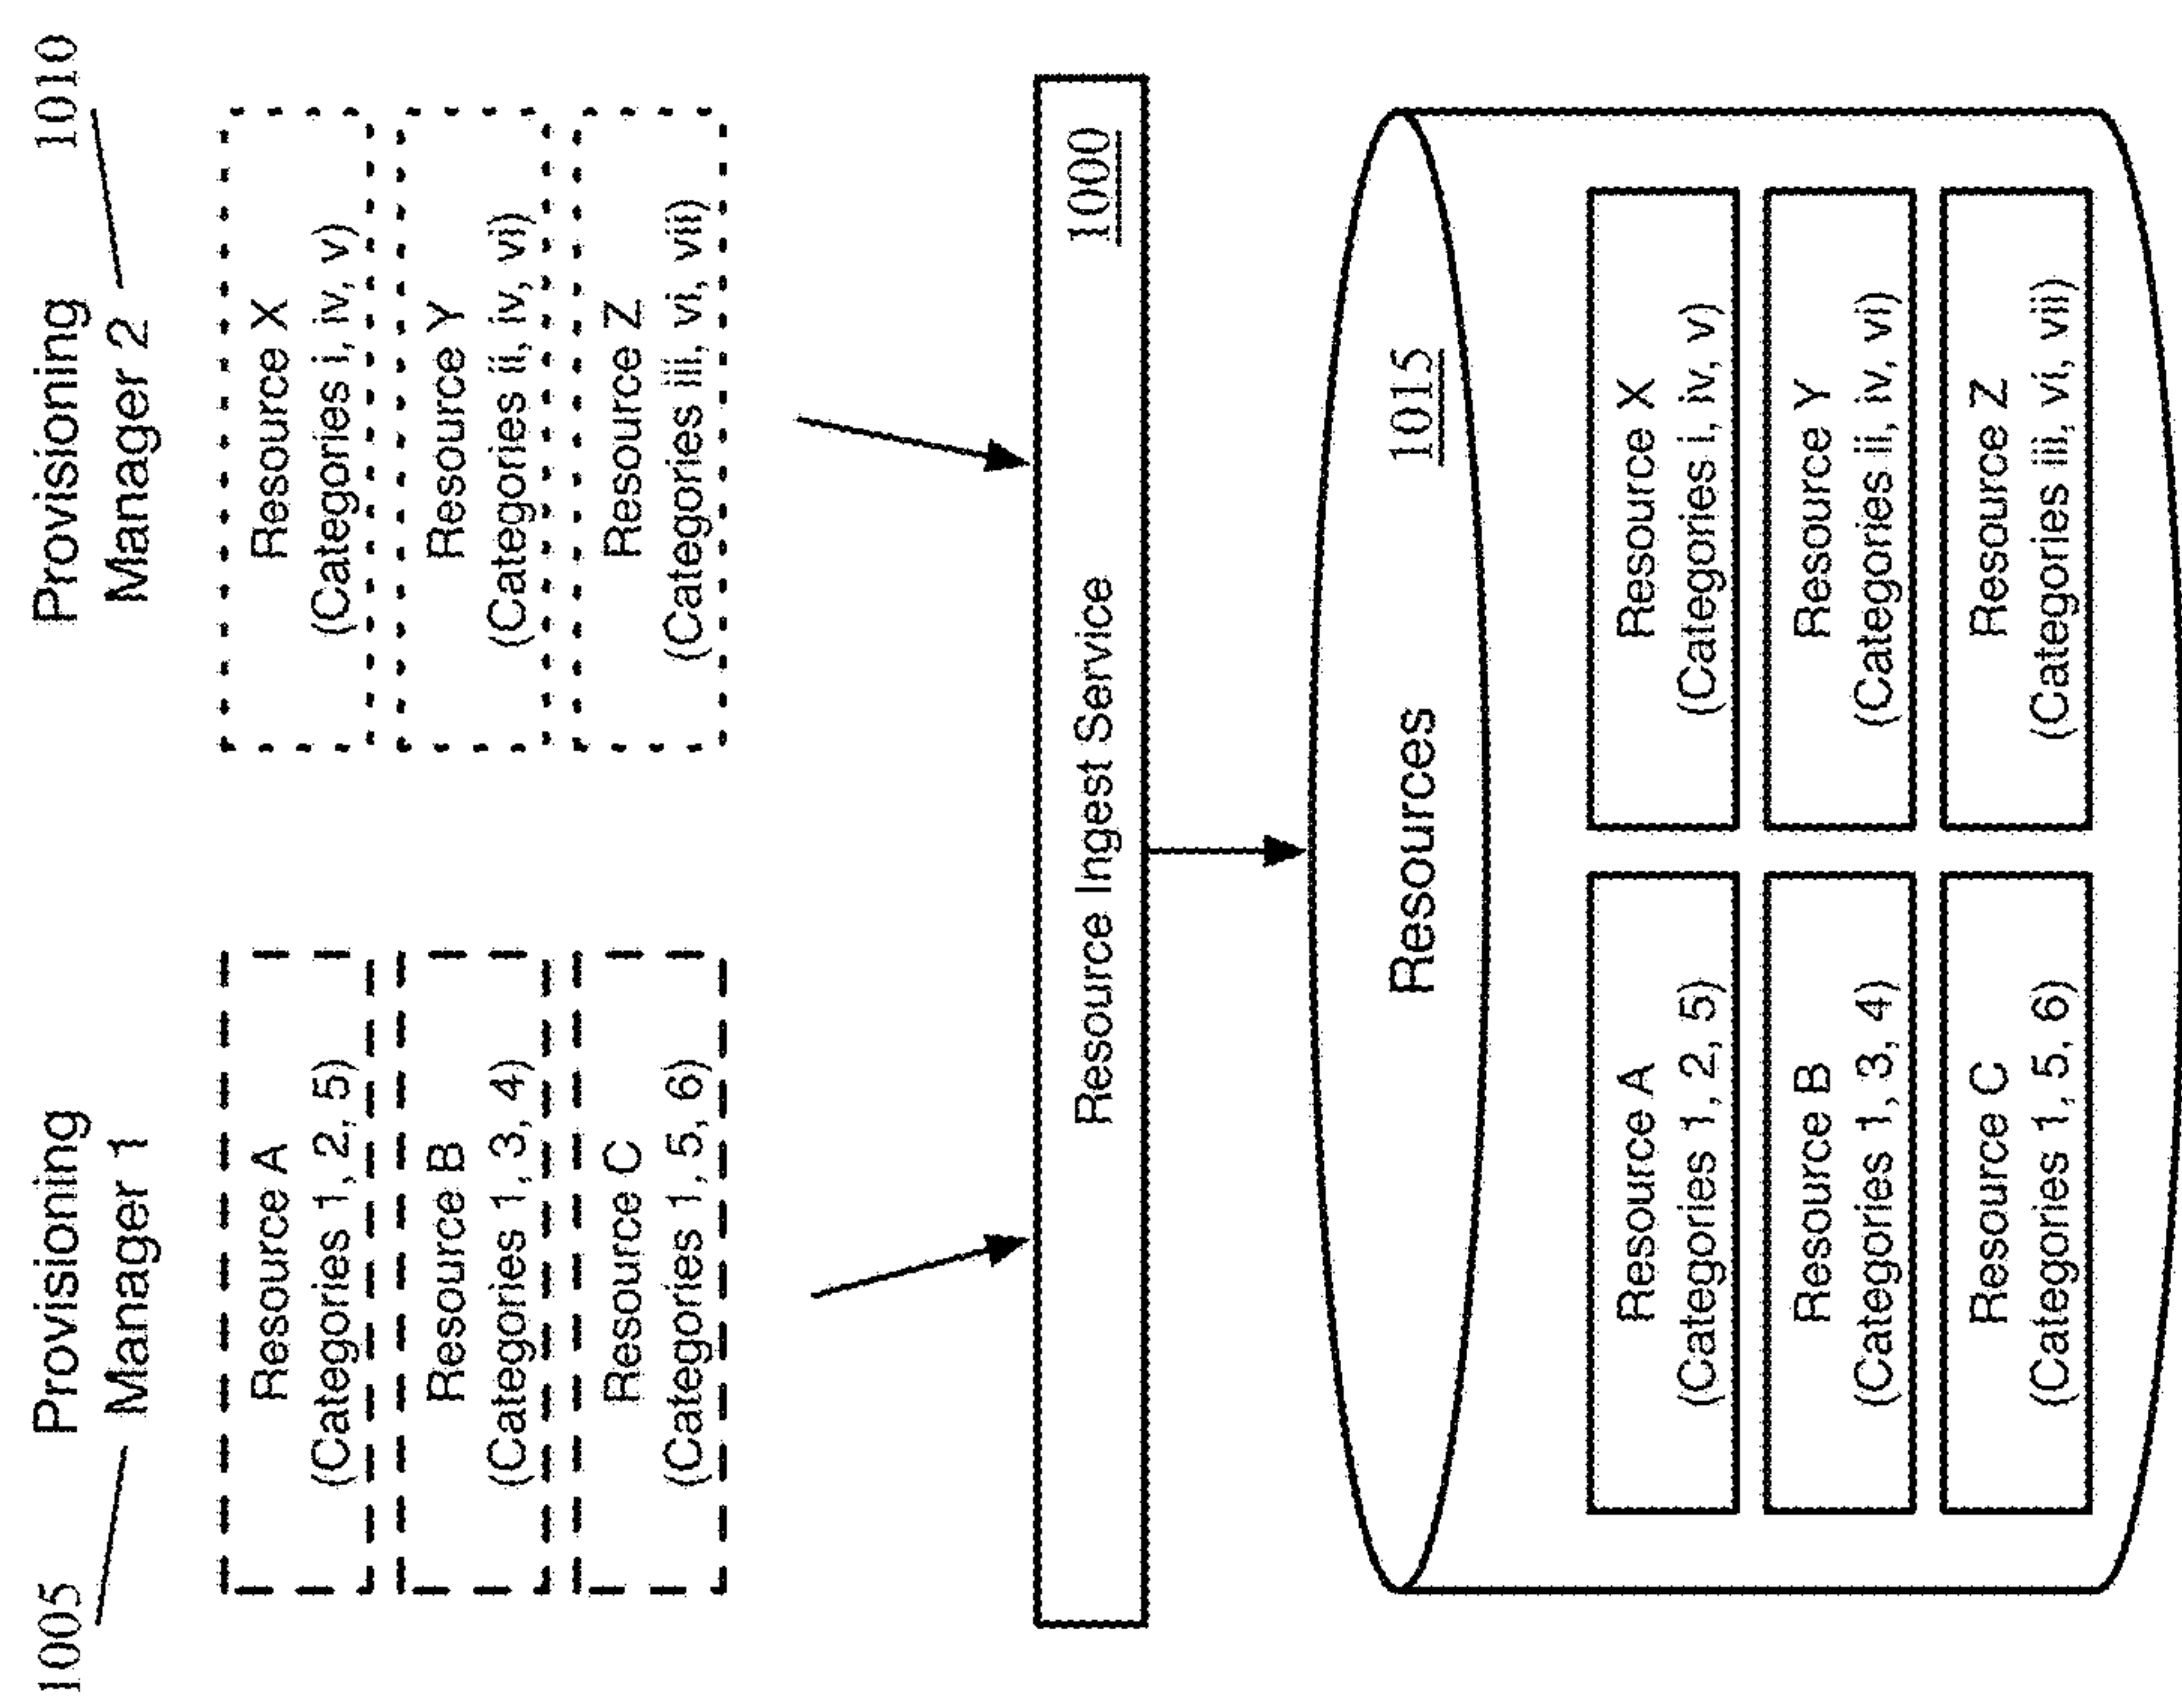 1005
Provisioning
Manager 1
Resource A
(Categories 1, 2, 5)
Resource B
(Categories 1, 3, 4)
Resource C
(Categories 1, 5, 6)
Provisioning
Manager 2
1010
Resource X
(Categories i, iv, v)
Resource Y
(Categories ii, iv, vi)
Resource Z
(Categories iii, vi, vii)
Resource Ingest Service
1000
Resources
1015
Resource A
(Categories 1, 2, 5)
Resource B
(Categories 1, 3, 4)
Resource C
(Categories 1, 5, 6)
Resource X
(Categories i, iv, v)
Resource Y
(Categories ii, iv, vi)
Resource Z
(Categories iii, vi, vii)